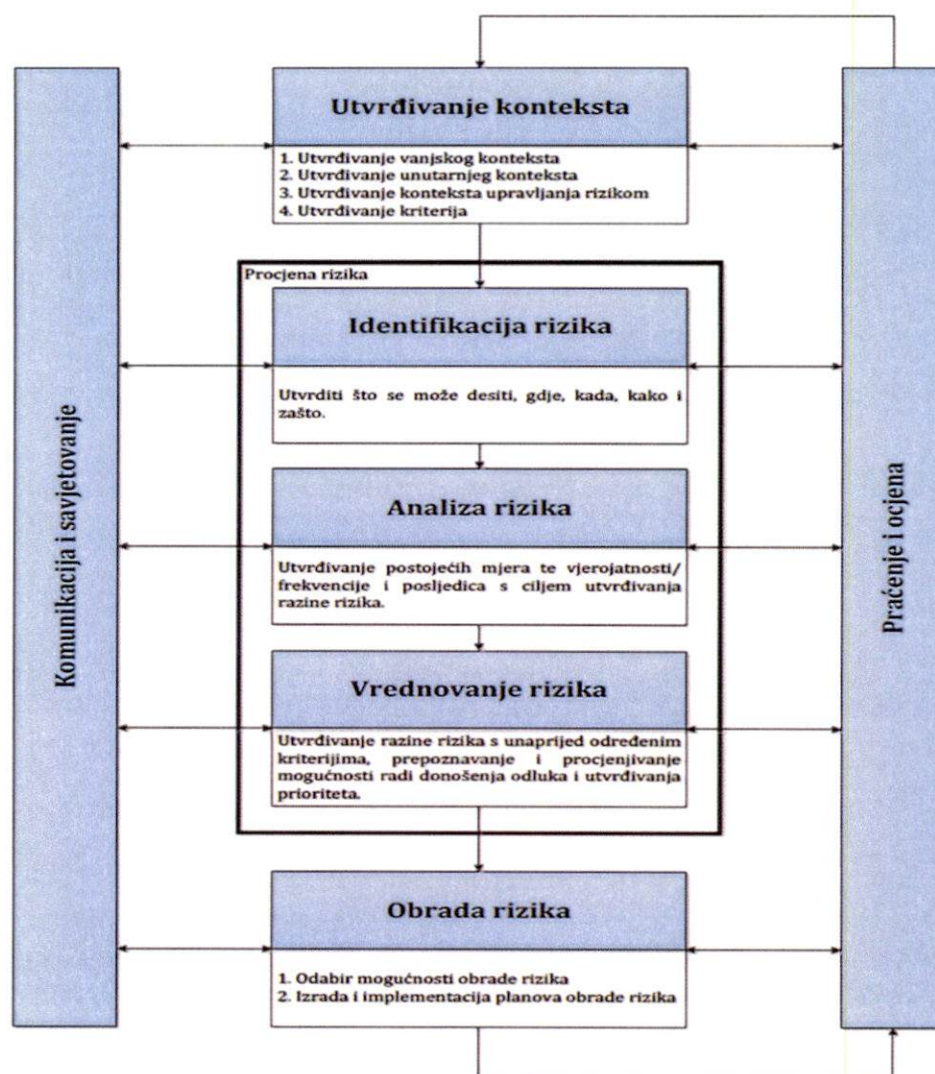 Utvrđivanje konteksta
1. Utvrđivanje vanjskog konteksta
2. Utvrđivanje unutarnjeg konteksta
3. Utvrđivanje konteksta upravljanja rizikom
4. Utvrđivanje kriterija
Procjena rizika
Identifikacija rizika
Utvrditi što se može desiti, gdje, kada, kako i
zašto.
Analiza rizika
Utvrđivanje postojećih mjera te vjerojatnosti/
frekvencije i posljedica s ciljem utvrđivanja
razine rizika.
Vrednovanje rizika
Utvrđivanje razine rizika s unaprijed određenim
kriterijima, prepoznavanje i procjenjivanje
mogućnosti radi donošenja odluka i utvrđivanja
prioriteta.
Obrada rizika
1. Odabir mogućnosti obrade rizika
2. Izrada i implementacija planova obrade rizika
Komunikacija i savjetovanje
Praćenje i ocjena